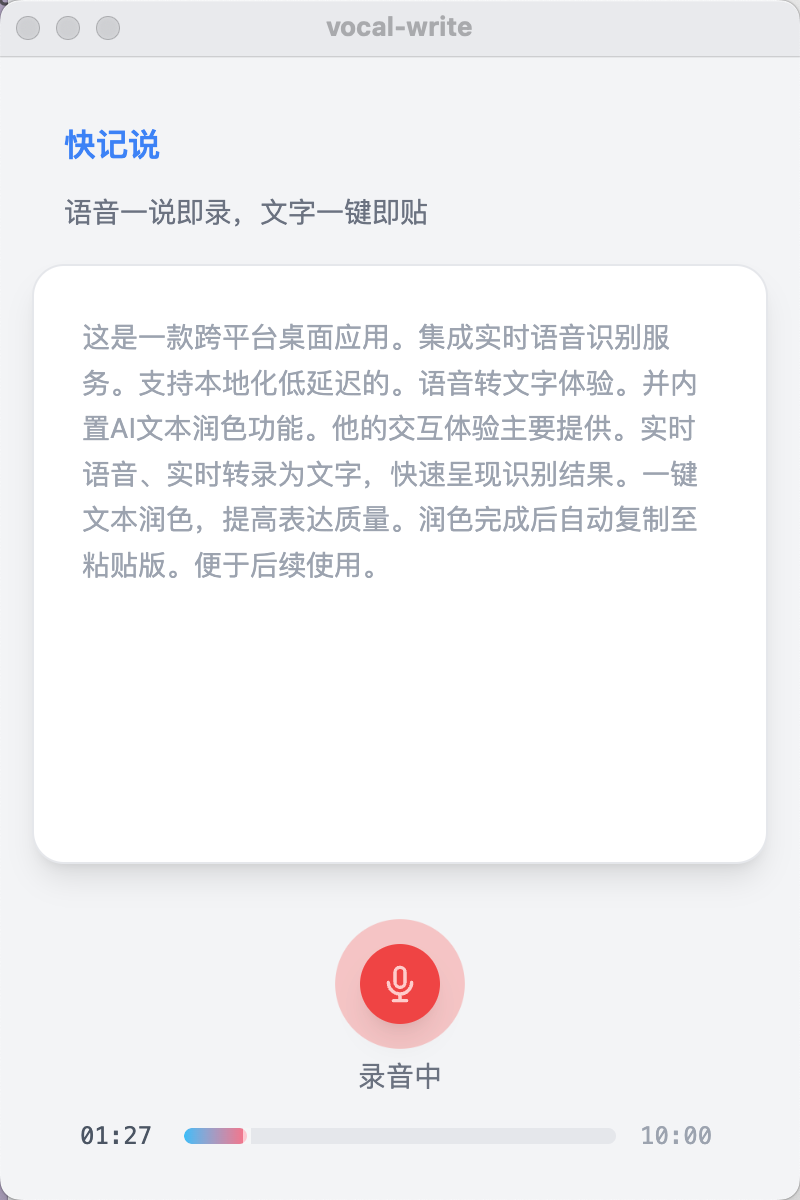 vocal-write
快记说
语音一说即录，文字一键即贴
这是一款跨平台桌面应用。集成实时语音识别服
务。支持本地化低延迟的。语音转文字体验。并内
置AI文本润色功能。他的交互体验主要提供。实时
语音、实时转录为文字，快速呈现识别结果。一键
文本润色，提高表达质量。润色完成后自动复制至
粘贴版。便于后续使用。
录音中
01:27 10:00